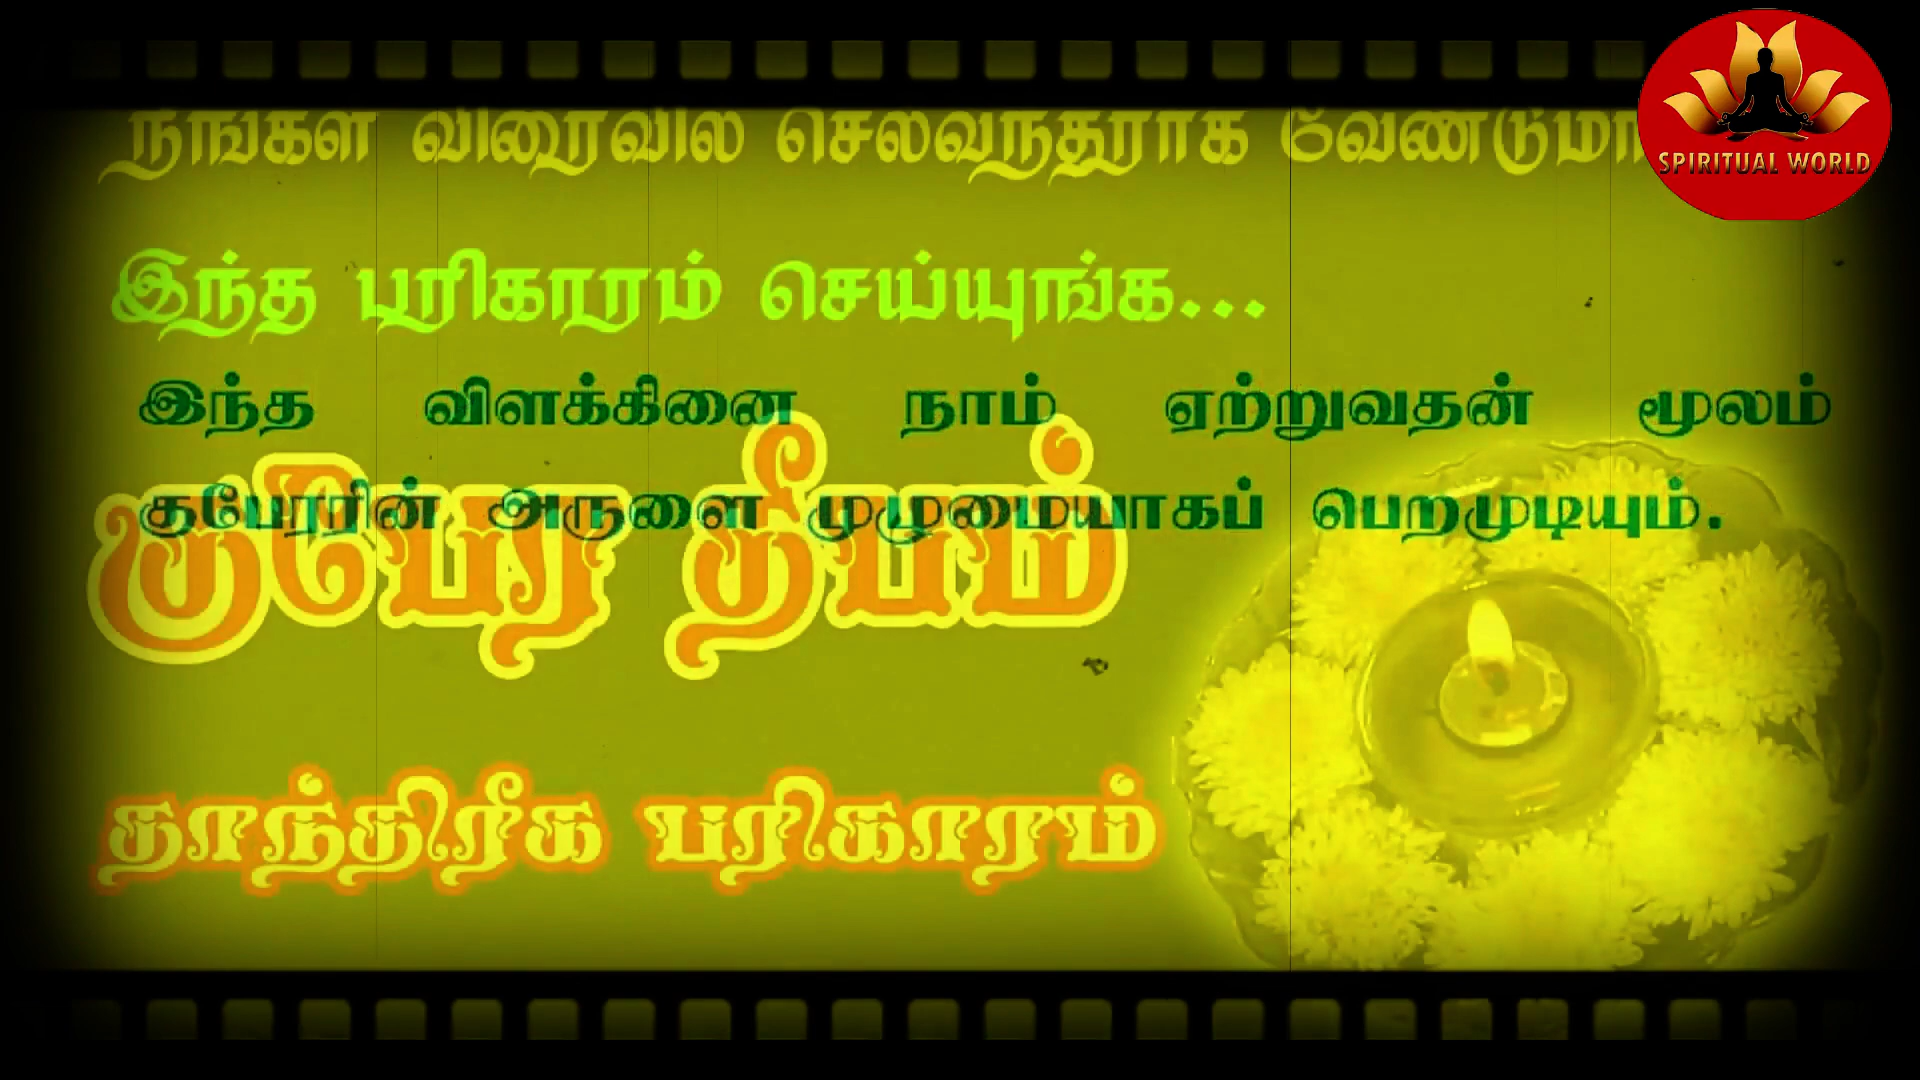 நீங்கள் விரைவில் செல்வந்தராக வேண்டுமா
SPIRITUAL WORLD
இந்த பரிகாரம் செய்யுங்க...
இந்த விளக்கினை நாம் ஏற்றுவதன் மூலம்
குபேரரின் அருளை முழுமையாகப் பெறமுடியும்.
குபேர தீபம்
தாந்திரீக பரிகாரம்